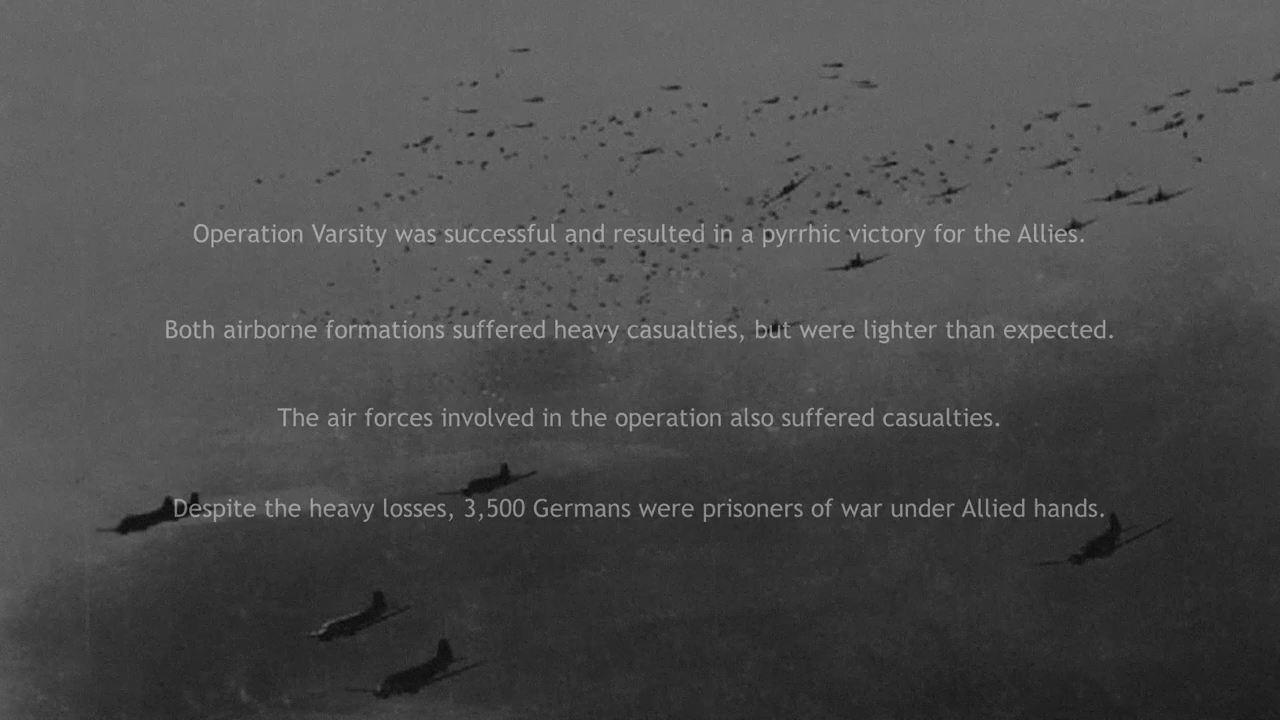 Operation Varsity was successful and resulted in a pyrrhic victory for the Allies.
Both airborne formations suffered heavy casualties, but were lighter than expected.
The air forces involved in the operation also suffered casualties.
Despite the heavy losses, 3,500 Germans were prisoners of war under Allied hands.